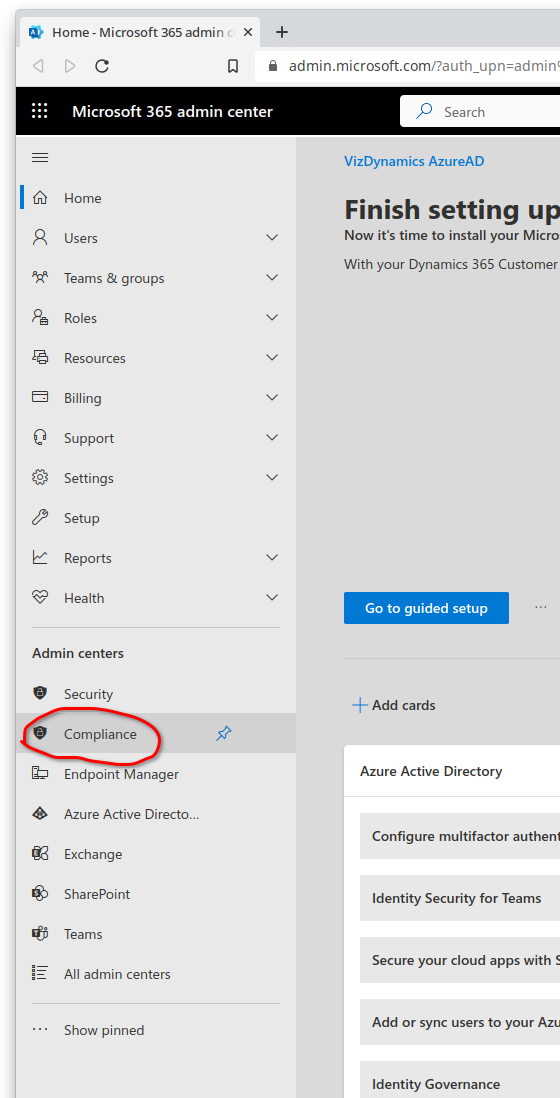 Home - Microsoft 365 admin c
admin.microsoft.com/?auth_upn=admin
Microsoft 365 admin center
Search
Home
Users
Teams & groups
Roles
Resources
Billing
Support
Settings
Setup
Reports
Health
Admin centers
Security
Compliance
Endpoint Manager
Azure Active Directo...
Exchange
SharePoint
Teams
All admin centers
Show pinned
VizDynamics AzureAD
Finish setting up
Now it's time to install your Micro
With your Dynamics 365 Customer
Go to guided setup
Add cards
Azure Active Directory
Configure multifactor authent
Identity Security for Teams
Secure your cloud apps with S
Add or sync users to your Azu
Identity Governance